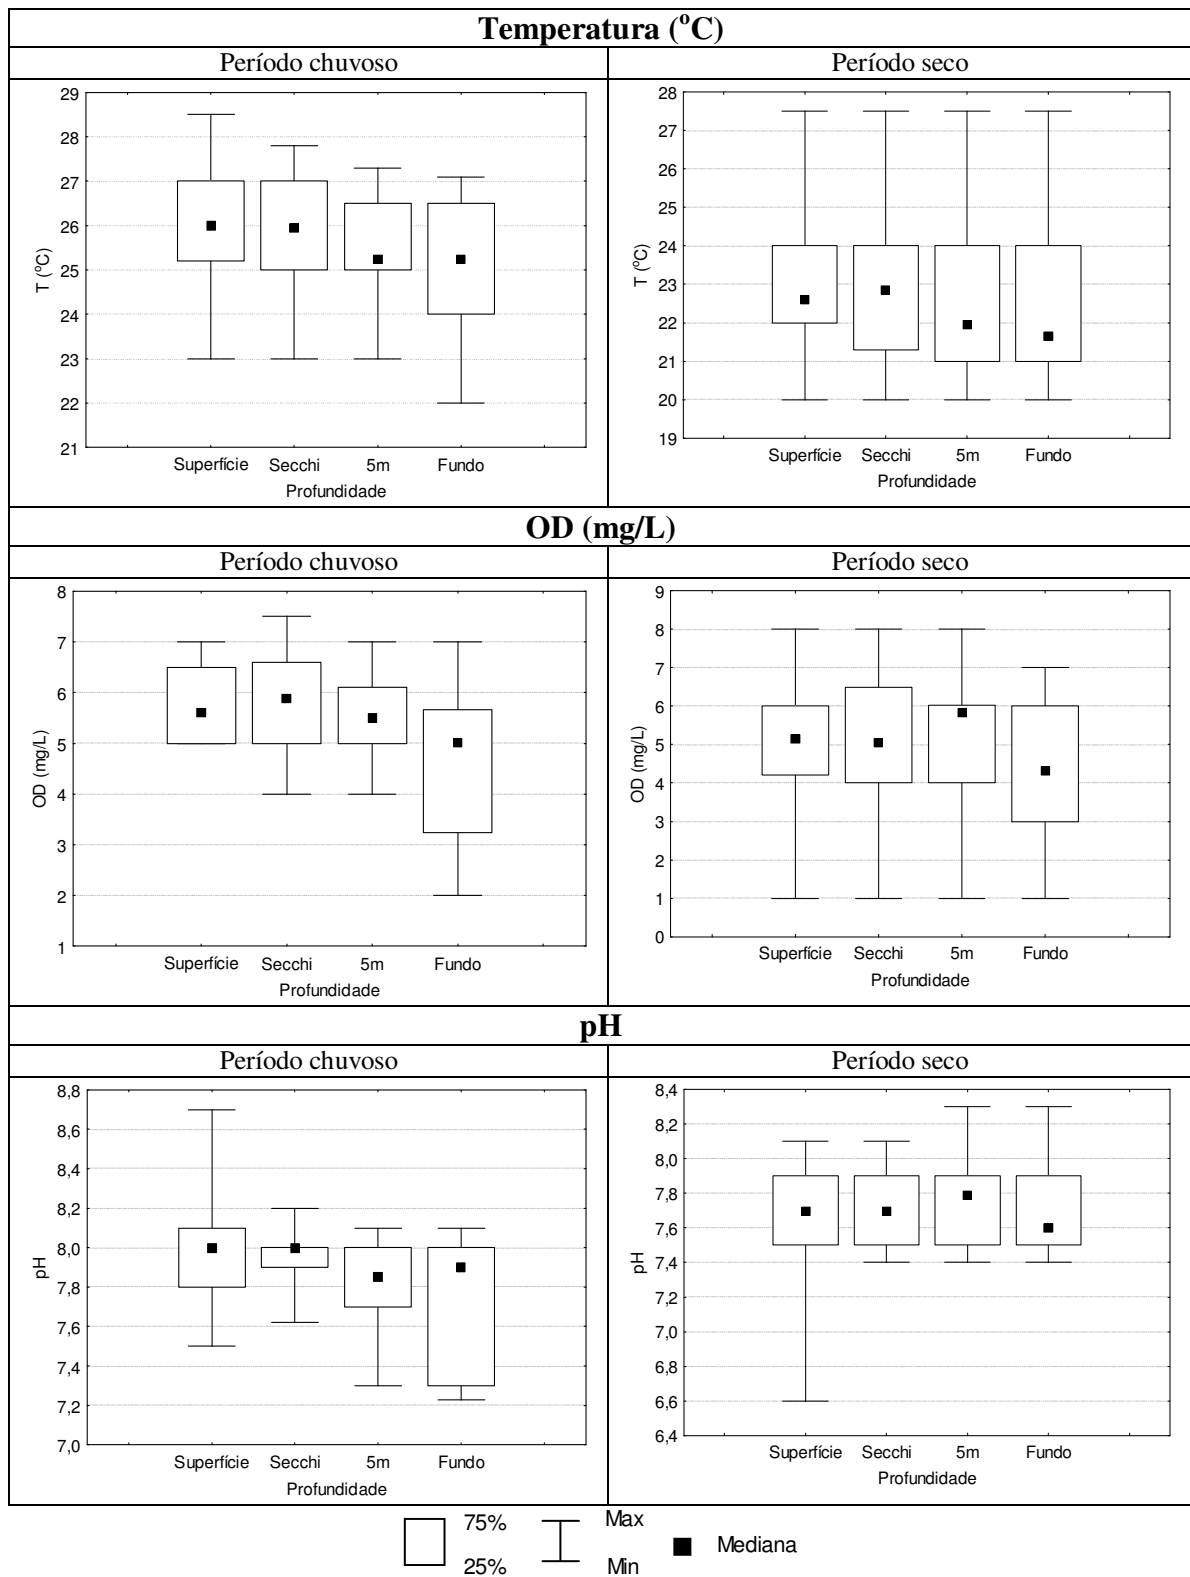 Temperatura (°C)
Período chuvoso
Período seco
29
28
27
26
25
24
23
22
21
T (°C)
Superfície Secchi 5m Fundo
Profundidade
28
27
26
25
24
23
22
21
20
19
T (°C)
Superfície Secchi 5m Fundo
Profundidade
OD (mg/L)
Período chuvoso
Período seco
8
7
6
5
4
3
2
1
OD (mg/L)
Superfície Secchi 5m Fundo
Profundidade
9
8
7
6
5
4
3
2
1
0
OD (mg/L)
Superfície Secchi 5m Fundo
Profundidade
pH
Período chuvoso
Período seco
8,8
8,6
8,4
8,2
8,0
7,8
7,6
7,4
7,2
7,0
pH
Superfície Secchi 5m Fundo
Profundidade
8,4
8,2
8,0
7,8
7,6
7,4
7,2
7,0
6,8
6,6
6,4
pH
Superfície Secchi 5m Fundo
Profundidade
75%
25%
Max
Min
Mediana